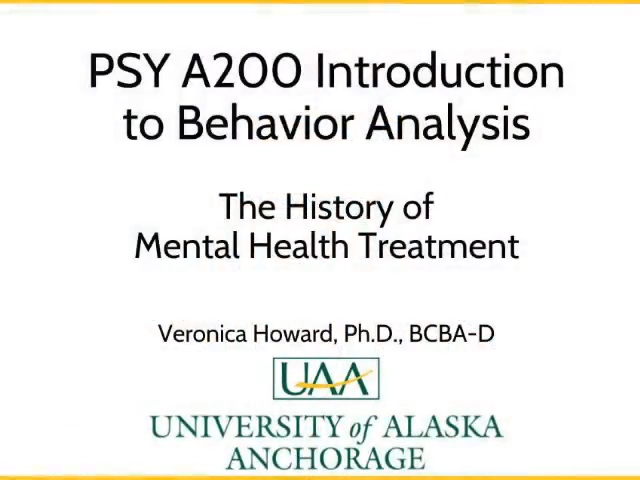 PSY A200 Introduction
to Behavior Analysis
The History of
Mental Health Treatment
Veronica Howard, Ph.D., BCBA-D
UAA
UNIVERSITY of ALASKA
ANCHORAGE